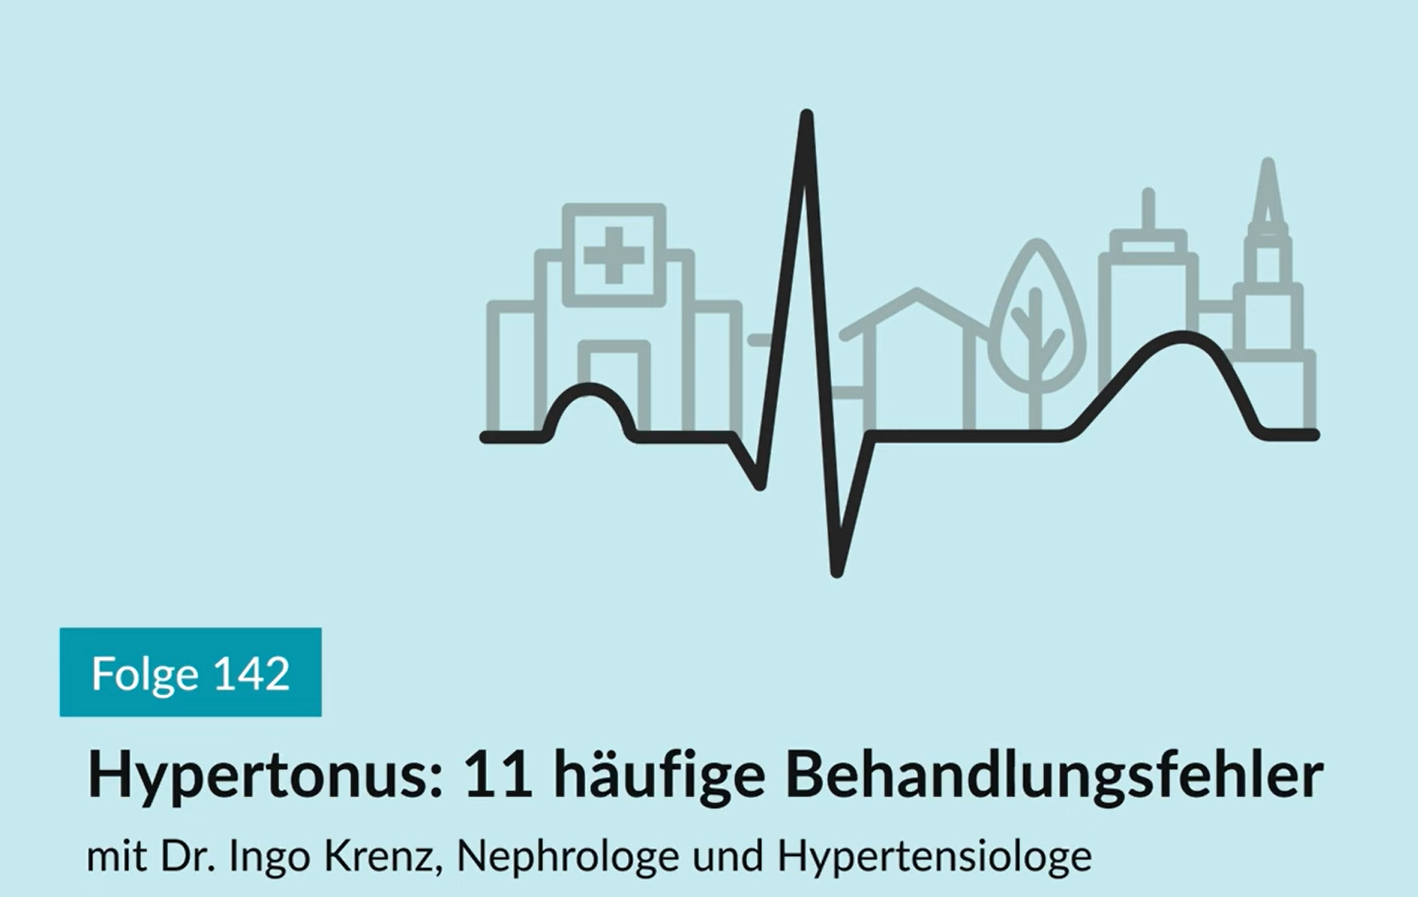 Folge 142
Hypertonus: 11 häufige Behandlungsfehler
mit Dr. Ingo Krenz, Nephrologe und Hypertensiologe